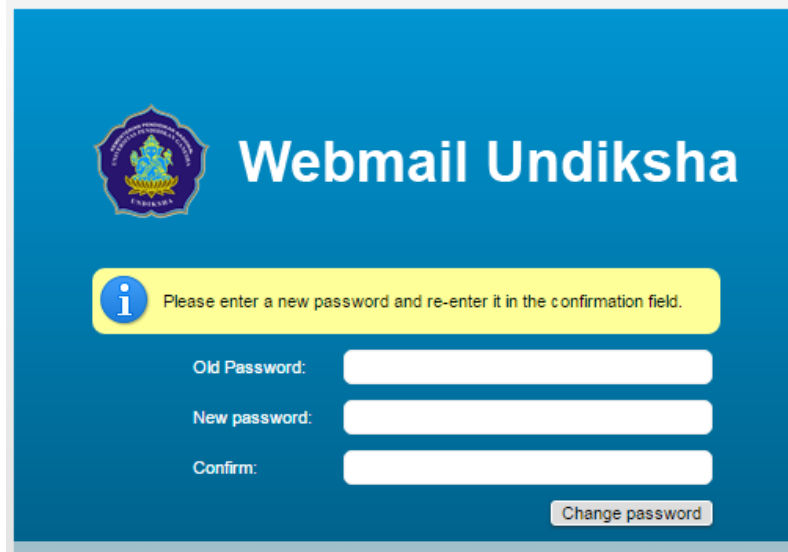 UNDIKSHA
Webmail Undiksha
Please enter a new password and re-enter it in the confirmation field.
Old Password:
New password:
Confirm:
Change password